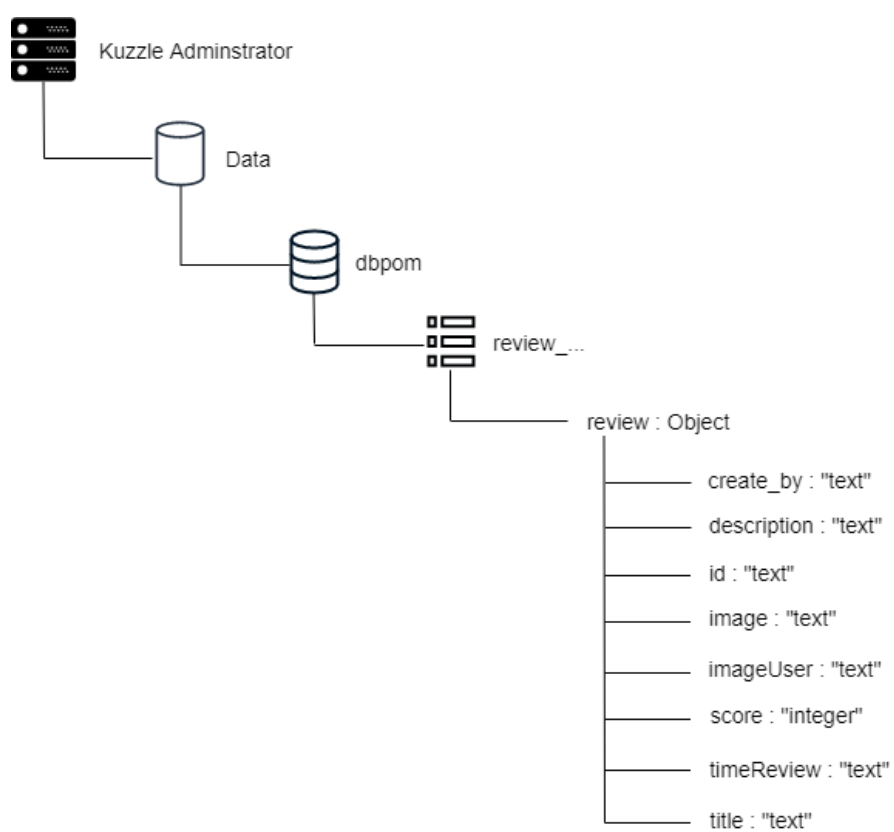 Kuzzle Adminstrator
Data
dbpom
review_...
review : Object
create_by : "text"
description : "text"
id : "text"
image : "text"
imageUser : "text"
score : "integer"
timeReview : "text"
title : "text"